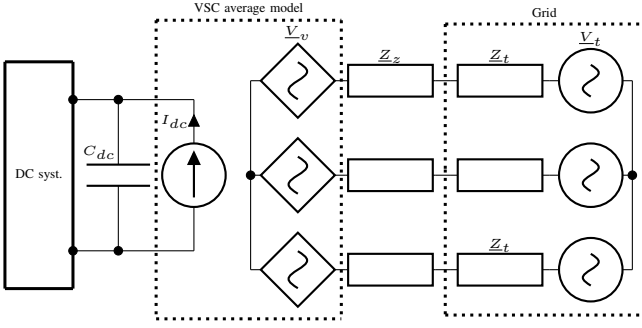 VSC average model
Grid
V_v
Z_z
Z_t
V_t
I_dc
C_dc
DC syst.
Z_t